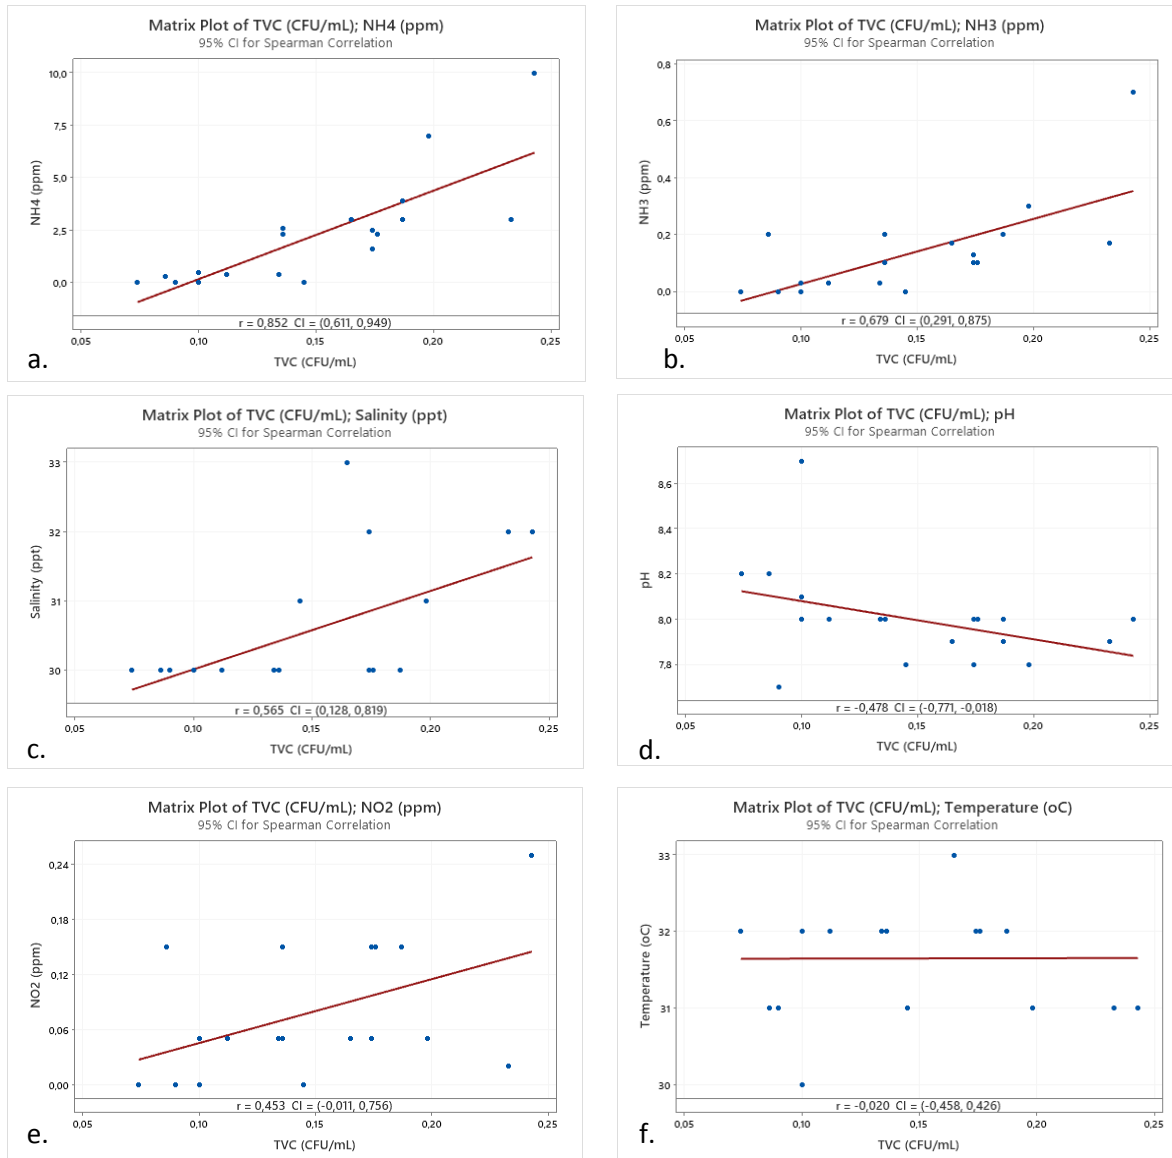 Matrix Plot of TVC (CFU/mL); NH4 (ppm)
95% CI for Spearman Correlation
NH4 (ppm)
10,0
7,5
5,0
2,5
0,0
r = 0,852 CI = (0,611, 0,949)
0,05 0,10 0,15 0,20 0,25
TVC (CFU/mL)
a.
Matrix Plot of TVC (CFU/mL); NH3 (ppm)
95% CI for Spearman Correlation
NH3 (ppm)
0,8
0,6
0,4
0,2
0,0
r = 0,679 CI = (0,291, 0,875)
0,05 0,10 0,15 0,20 0,25
TVC (CFU/mL)
b.
Matrix Plot of TVC (CFU/mL); Salinity (ppt)
95% CI for Spearman Correlation
Salinity (ppt)
33
32
31
30
r = 0,565 CI = (0,128, 0,819)
0,05 0,10 0,15 0,20 0,25
TVC (CFU/mL)
c.
Matrix Plot of TVC (CFU/mL); pH
95% CI for Spearman Correlation
pH
8,6
8,4
8,2
8,0
7,8
r = -0,478 CI = (-0,771, -0,018)
0,05 0,10 0,15 0,20 0,25
TVC (CFU/mL)
d.
Matrix Plot of TVC (CFU/mL); NO2 (ppm)
95% CI for Spearman Correlation
NO2 (ppm)
0,24
0,18
0,12
0,06
0,00
r = 0,453 CI = (-0,011, 0,756)
0,05 0,10 0,15 0,20 0,25
TVC (CFU/mL)
e.
Matrix Plot of TVC (CFU/mL); Temperature (oC)
95% CI for Spearman Correlation
Temperature (oC)
33
32
31
30
r = -0,020 CI = (-0,458, 0,426)
0,05 0,10 0,15 0,20 0,25
TVC (CFU/mL)
f.